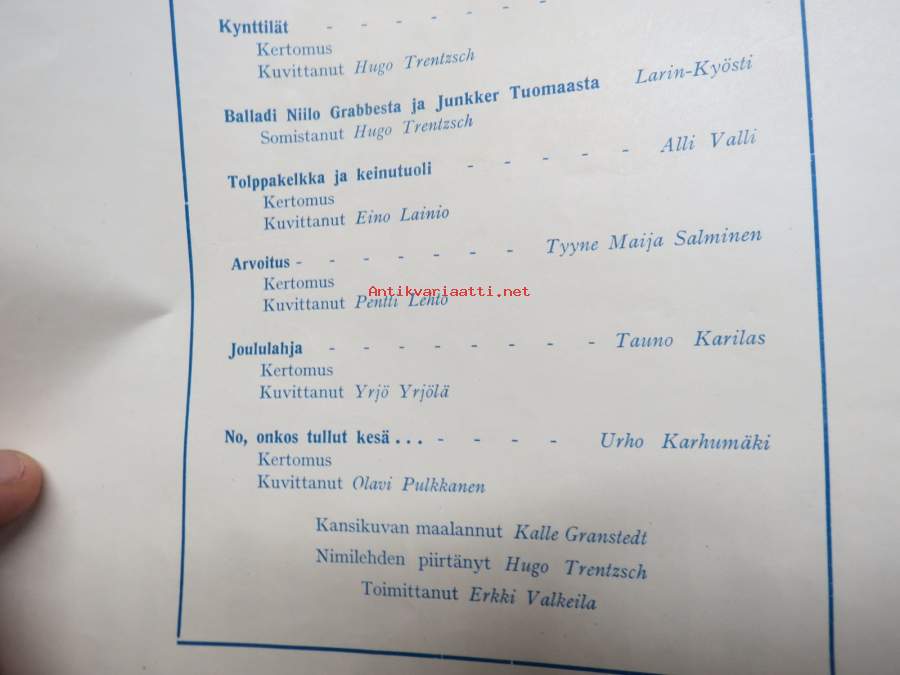 Kynttilät - - - - - - -
Kertomus
Kuvittanut Hugo Trentzsch
Balladi Niilo Grabbesta ja Junkker Tuomaasta Larin-Kyösti
Somistanut Hugo Trentzsch
Tolppakelkka ja keinutuoli - - - - - Alli Valli
Kertomus
Kuvittanut Eino Lainio
Arvoitus - - - - - - - Tyyne Maija Salminen
Kertomus
Kuvittanut Pentti Lehto
Antikvariaatti.net
Joululahja - - - - - - - - Tauno Karilas
Kertomus
Kuvittanut Yrjö Yrjölä
No, onkos tullut kesä ... - - - - Urho Karhumäki
Kertomus
Kuvittanut Olavi Pulkkanen
Kansikuvan maalannut Kalle Granstedt
Nimilehden piirtänyt Hugo Trentzsch
Toimittanut Erkki Valkeila